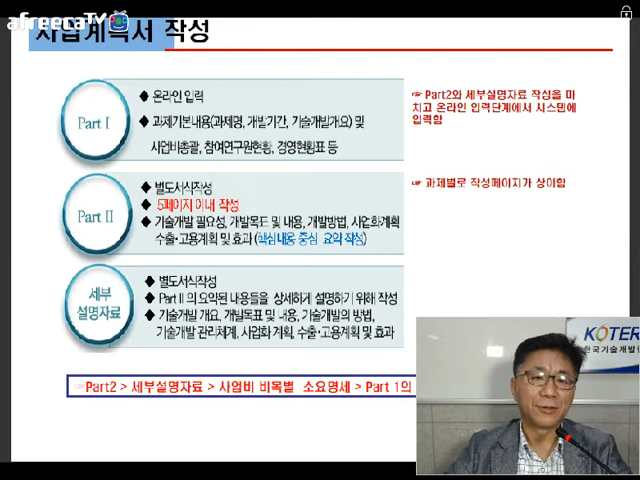 afreecaTV
사업계획서 작성
Part I
◆ 온라인 입력
◆ 과제기본내용(과제명, 개발기간, 기술개발개요) 및
사업비총괄, 참여연구원현황, 경영현황표 등
☞ Part2와 세부설명자료 작성을 마
치고 온라인 입력단계에서 시스템에
입력함
Part II
◆ 별도서식작성
◆ 5페이지 이내 작성
◆ 기술개발 필요성, 개발목표 및 내용, 개발방법, 사업화계획
수출·고용계획 및 효과 (핵심내용 중심 요약 작성)
☞ 과제별로 작성페이지가 상이함
세부
설명자료
◆ 별도서식작성
◆ Part II의 요약된 내용들을 상세하게 설명하기 위해 작성
◆ 기술개발 개요, 개발목표 및 내용, 기술개발의 방법,
기술개발 관리체계, 사업화 계획, 수출·고용계획 및 효과
☞Part2 > 세부설명자료 > 사업비 비목별 소요명세 > Part 1의
KOTER
한국기술개발